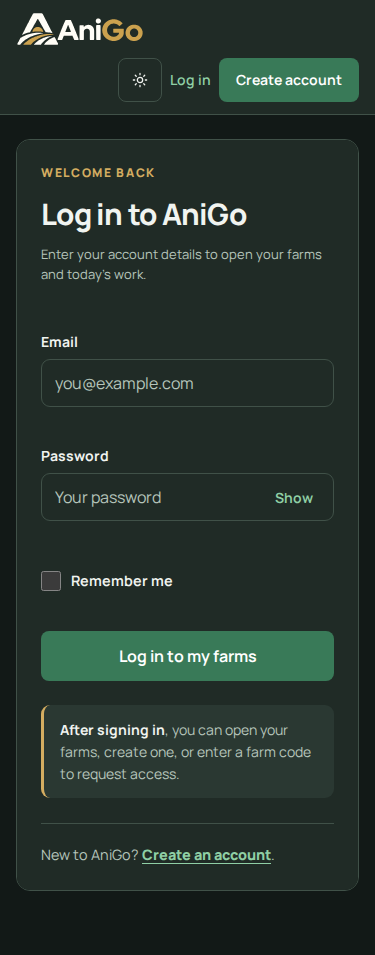 AniGo
Log in
Create account
WELCOME BACK
Log in to AniGo
Enter your account details to open your farms
and today's work.
Email
you@example.com
Password
Your password
Show
Remember me
Log in to my farms
After signing in, you can open your
farms, create one, or enter a farm code
to request access.
New to AniGo? Create an account.